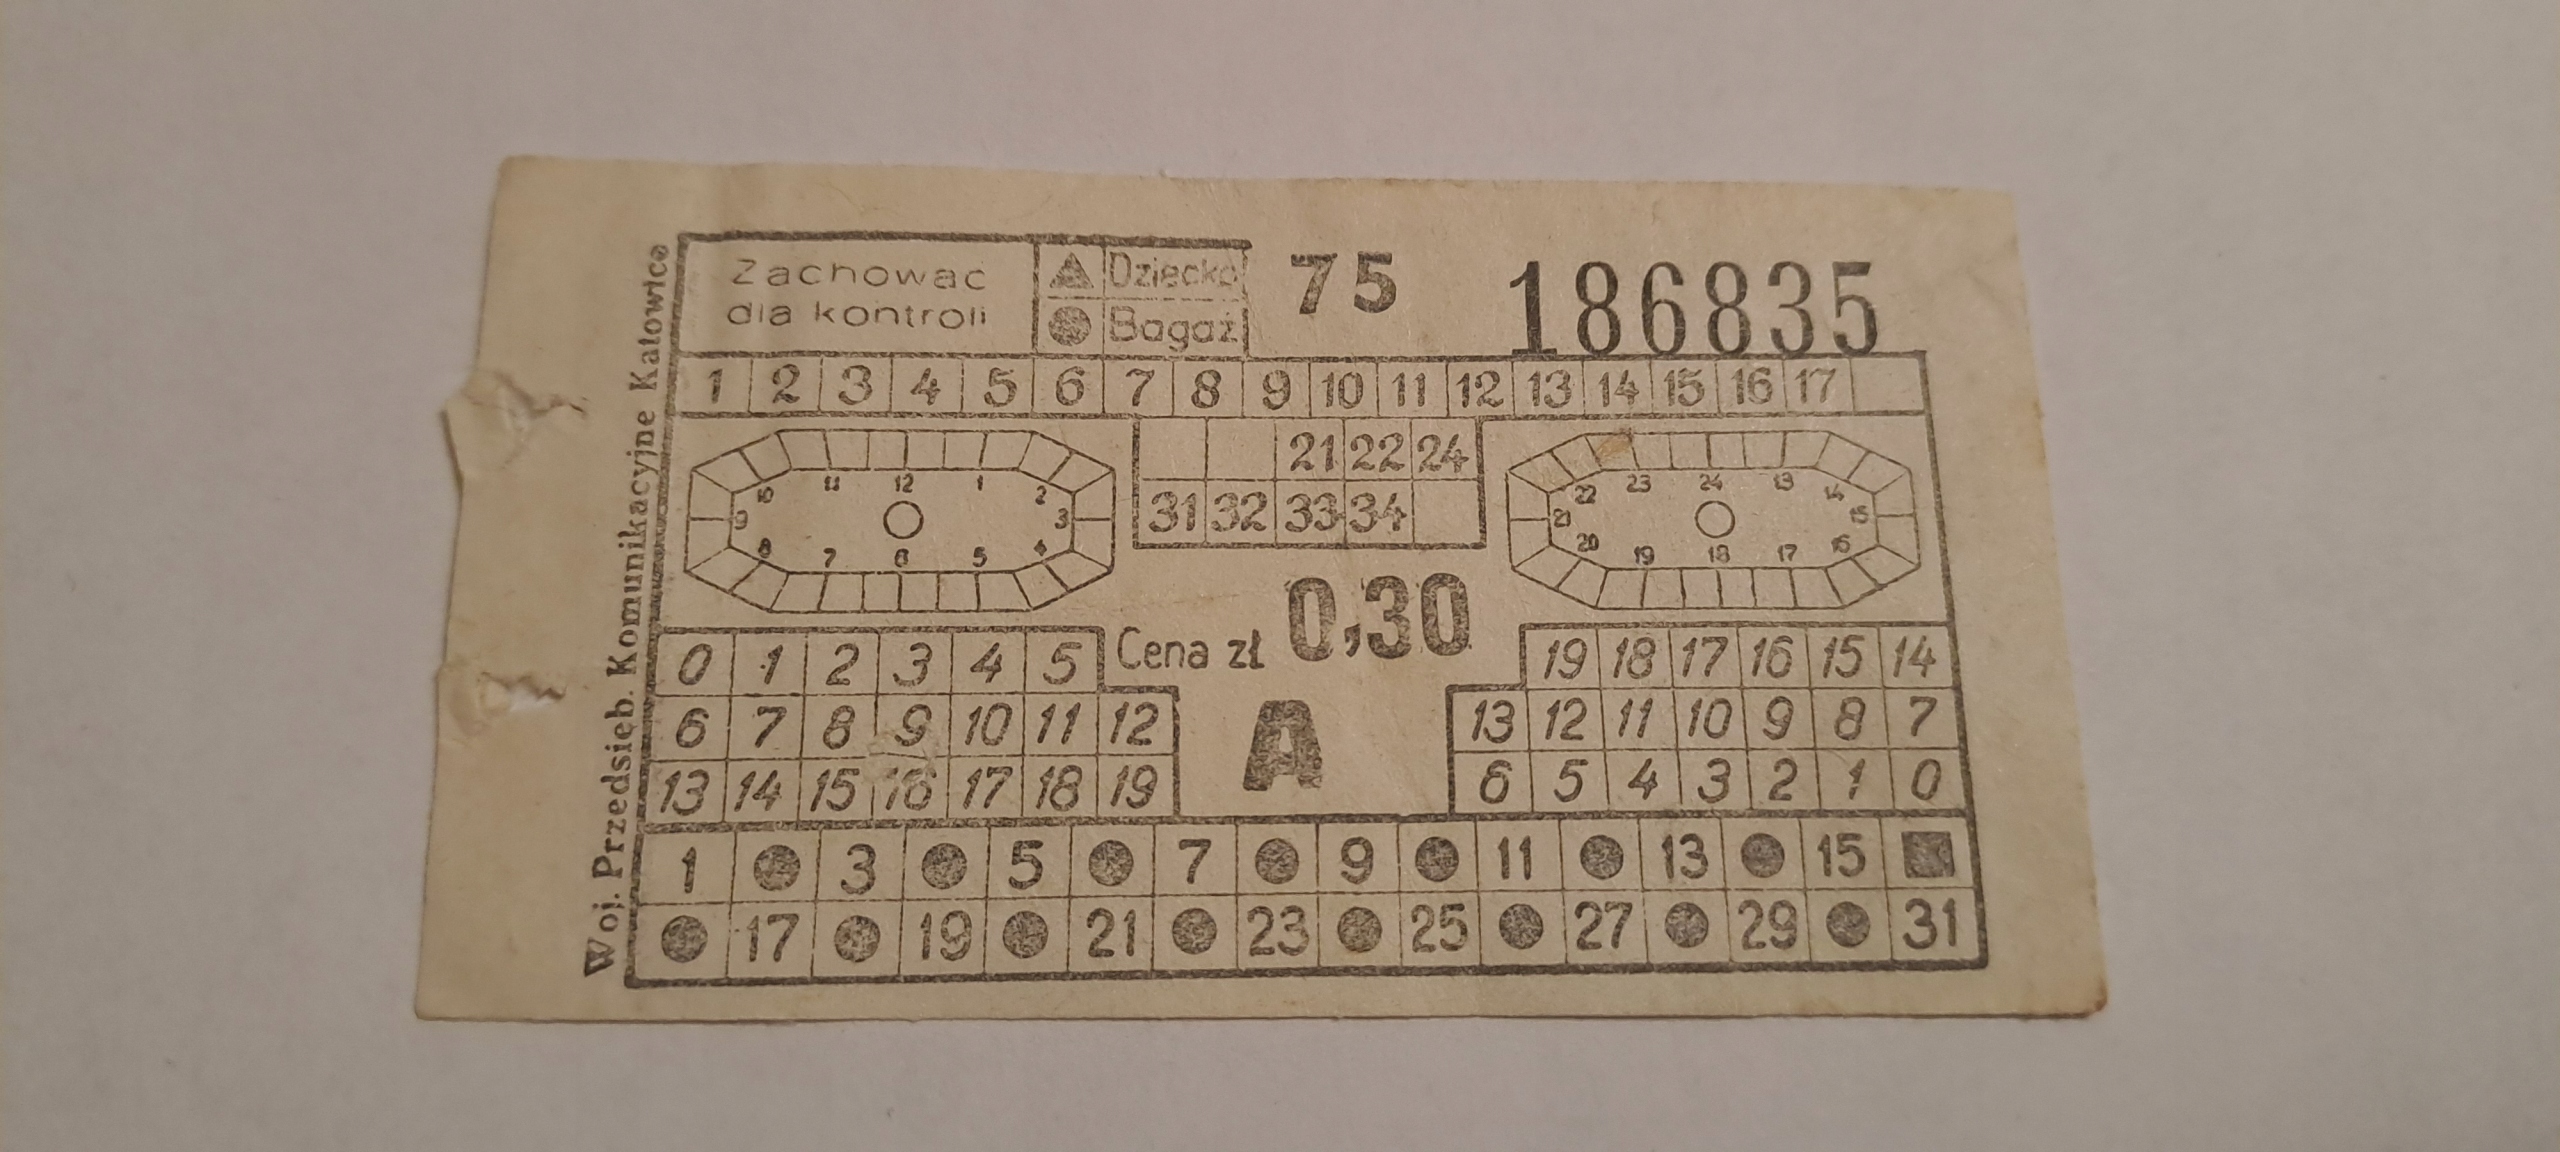 Woj. Przedsięb. Komunikacyjne Katowice
Zachować
dla kontroli
Dziecko
Bagaż
75
186835
1 2 3 4 5 6 7 8 9 10 11 12 13 14 15 16 17
10 11 12 1 2
9 3
8 7 6 5 4
21 22 24
31 32 33 34
22 23 24 13 14
21 15
20 19 18 17 16
Cena zł 0,30
A
0 1 2 3 4 5
6 7 8 9 10 11 12
13 14 15 16 17 18 19
19 18 17 16 15 14
13 12 11 10 9 8 7
6 5 4 3 2 1 0
1 3 5 7 9 11 13 15
17 19 21 23 25 27 29 31